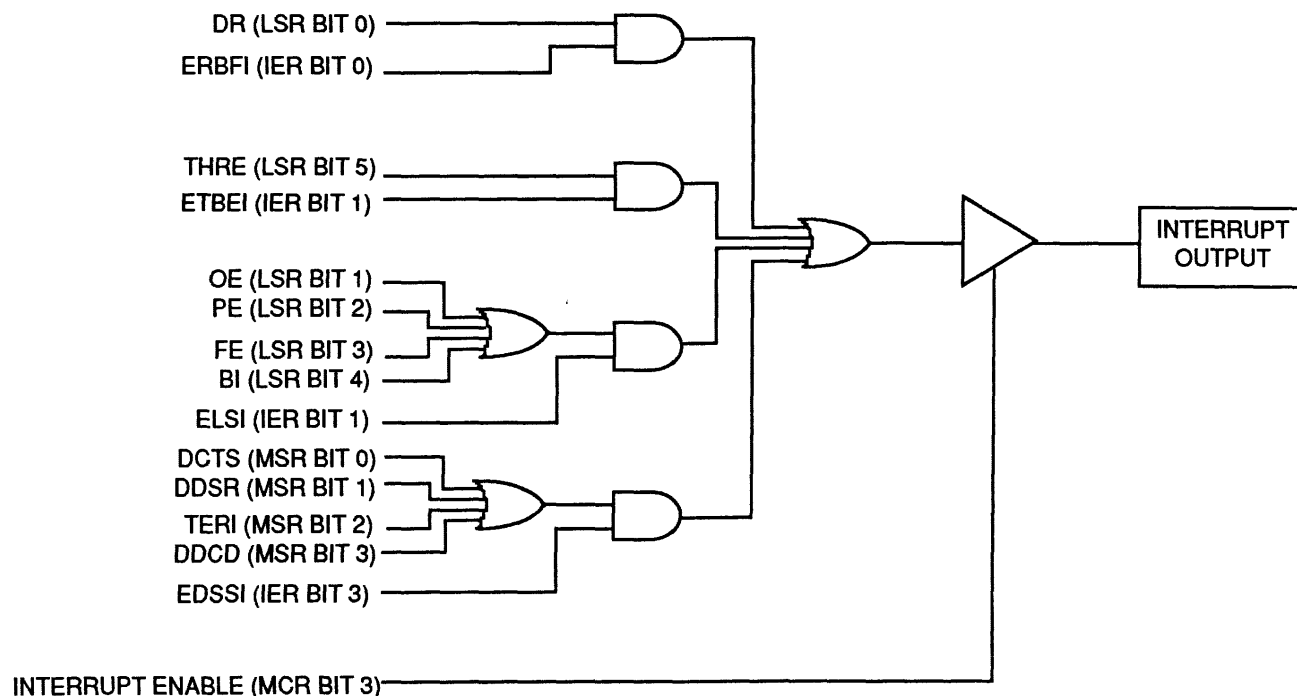 DR (LSR BIT 0)
ERBFI (IER BIT 0)
THRE (LSR BIT 5)
ETBEI (IER BIT 1)
OE (LSR BIT 1)
PE (LSR BIT 2)
FE (LSR BIT 3)
BI (LSR BIT 4)
ELSI (IER BIT 1)
DCTS (MSR BIT 0)
DDSR (MSR BIT 1)
TERI (MSR BIT 2)
DDCD (MSR BIT 3)
EDSSI (IER BIT 3)
INTERRUPT ENABLE (MCR BIT 3)
INTERRUPT
OUTPUT